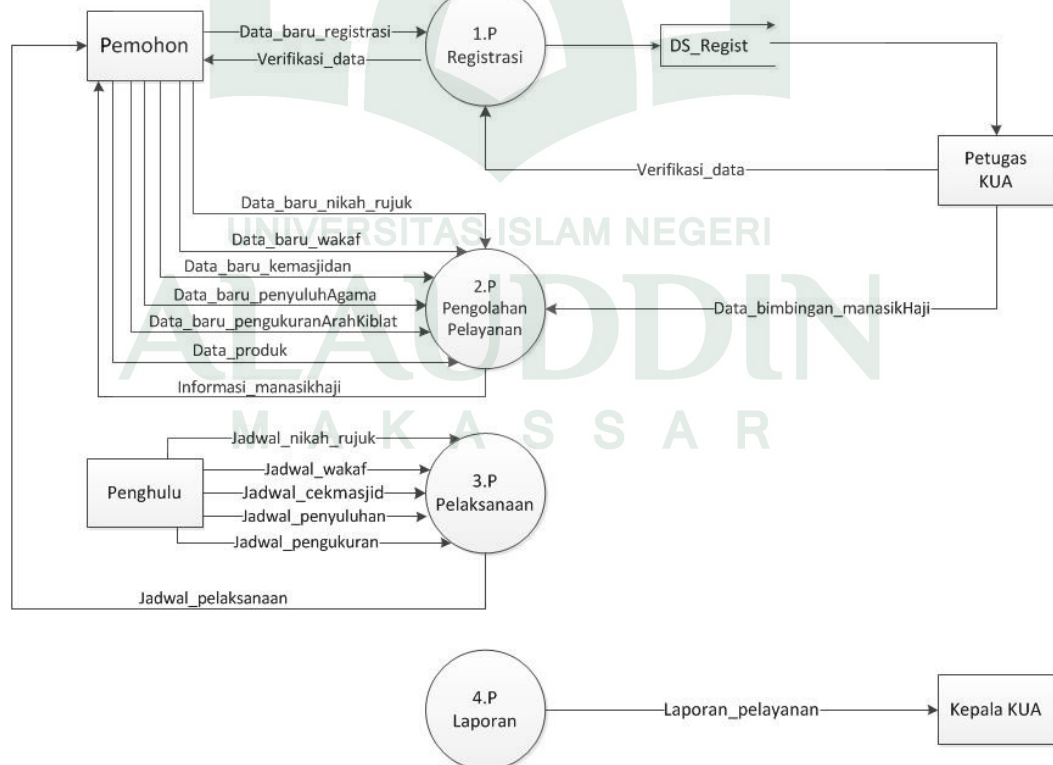 Pemohon
Data_baru_registrasi
Verifikasi_data
1.P
Registrasi
DS_Regist
Petugas
KUA
Verifikasi_data
Data_baru_nikah_rujuk
UNIVERSITAS ISLAM NEGERI
Data_baru_wakaf
Data_baru_kemasjidan
Data_baru_penyuluhAgama
Data_baru_pengukuranArahKiblat
Data_produk
Informasi_manasikhaji
2.P
Pengolahan
Pelayanan
Data_bimbingan_manasikHaji
ALAUDDIN
MAKASSAR
Penghulu
Jadwal_nikah_rujuk
Jadwal_wakaf
Jadwal_cekmasjid
Jadwal_penyuluhan
Jadwal_pengukuran
3.P
Pelaksanaan
Jadwal_pelaksanaan
4.P
Laporan
Laporan_pelayanan
Kepala KUA